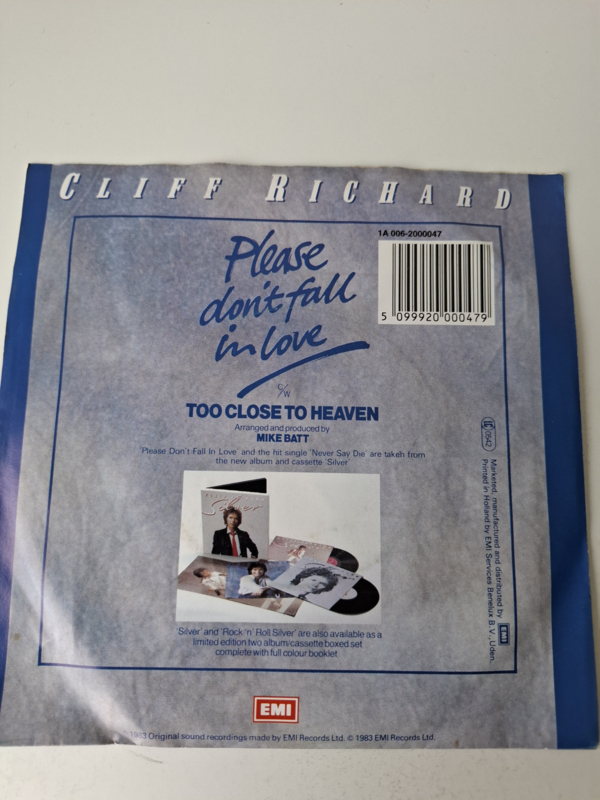 CLIFF RICHARD
1A 006-2000047
Please
don't fall
in love
5 099920 000479
c/w
TOO CLOSE TO HEAVEN
Arranged and produced by
MIKE BATT
'Please Don't Fall In Love' and the hit single 'Never Say Die' are takeh from
the new album and cassette 'Silver'
Silver
'Silver' and 'Rock 'n' Roll Silver' are also available as a
limited edition two album/cassette boxed set
complete with full colour booklet
Marketed, manufactured and distributed by EMI
Printed in Holland by EMI Services Benelux B.V., Uden.
EMI
1983 Original sound recordings made by EMI Records Ltd. © 1983 EMI Records Ltd.